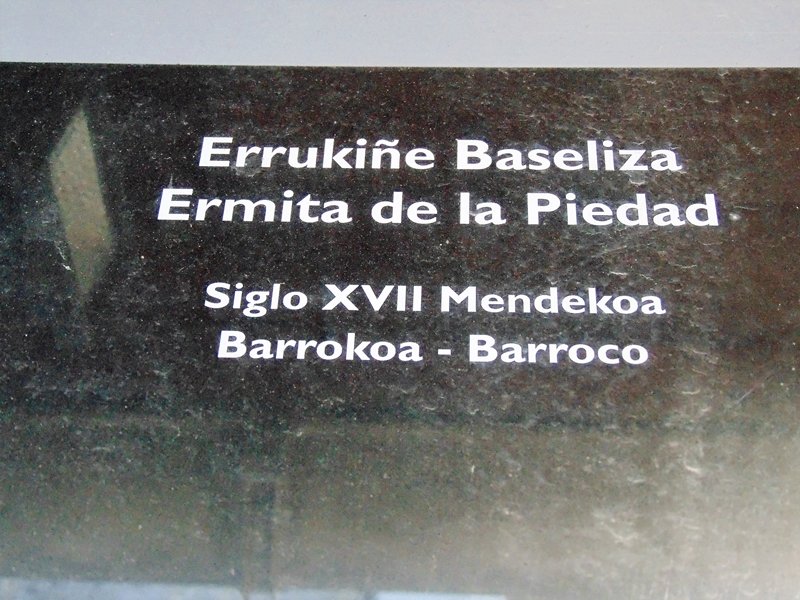 Errukiñe Baseliza
Ermita de la Piedad
Siglo XVII Mendekoa
Barrokoa - Barroco